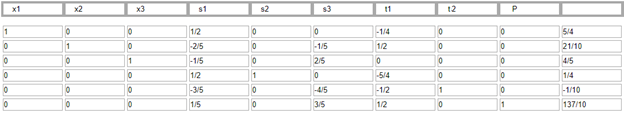 x1 x2 x3 s1 s2 s3 t1 t2 P
1 0 0 1/2 0 0 -1/4 0 0 5/4
0 1 0 -2/5 0 -1/5 1/2 0 0 21/10
0 0 1 -1/5 0 2/5 0 0 0 4/5
0 0 0 1/2 1 0 -5/4 0 0 1/4
0 0 0 -3/5 0 -4/5 -1/2 1 0 -1/10
0 0 0 1/5 0 3/5 1/2 0 1 137/10